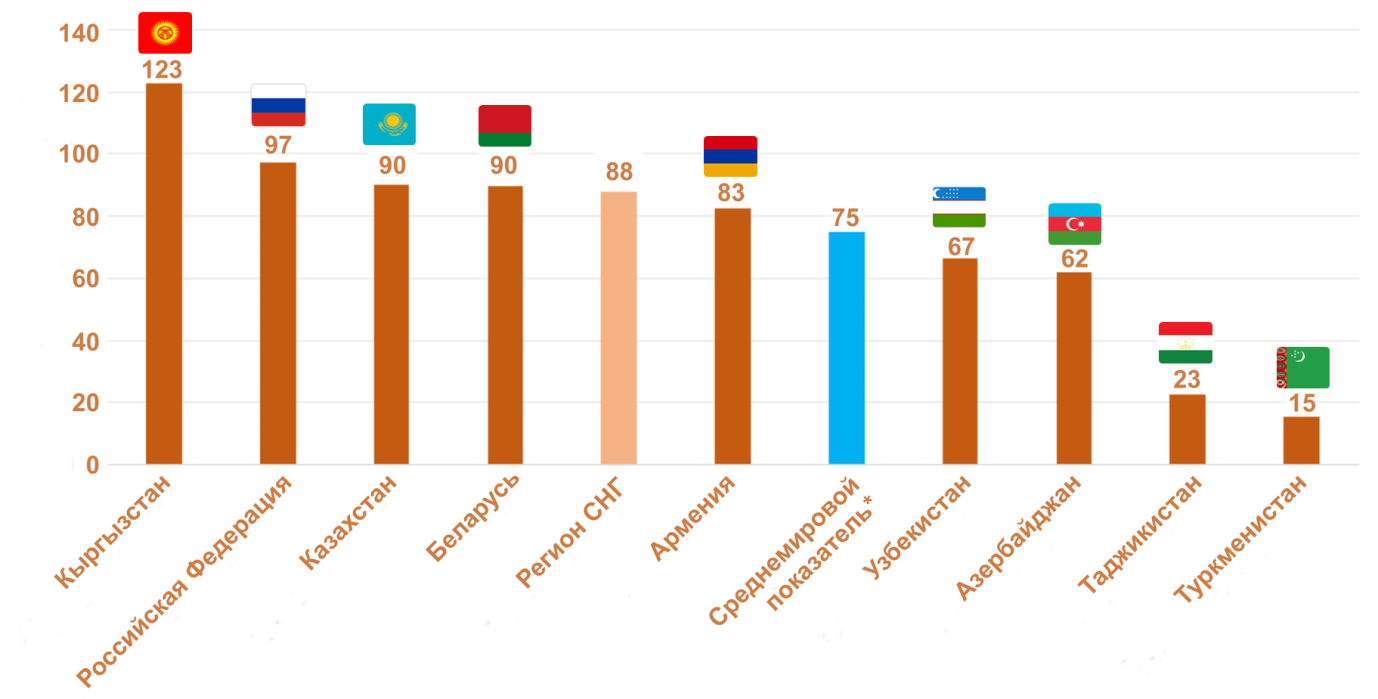 140
120
100
80
60
40
20
0
123
97
90
90
88
83
75
67
62
23
15
Кыргызстан
Российская Федерация
Казахстан
Беларусь
Регион СНГ
Армения
Среднемировой
показатель*
Узбекистан
Азербайджан
Таджикистан
Туркменистан